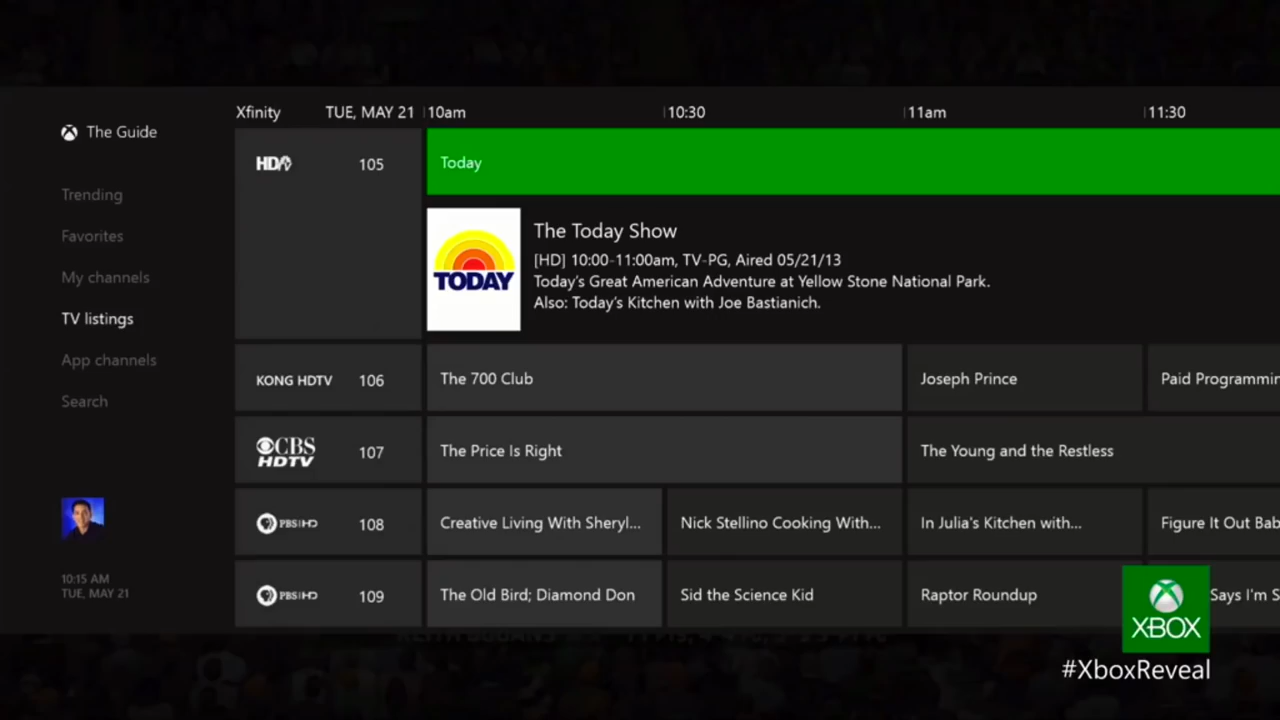 Xfinity TUE, MAY 21 10am 10:30 11am 11:30
The Guide
Trending
Favorites
My channels
TV listings
App channels
Search
10:15 AM
TUE, MAY 21
HD 105 Today
TODAY
The Today Show
[HD] 10:00-11:00am, TV-PG, Aired 05/21/13
Today's Great American Adventure at Yellow Stone National Park.
Also: Today's Kitchen with Joe Bastianich.
KONG HDTV 106 The 700 Club Joseph Prince Paid Programmin
CBS HDTV 107 The Price Is Right The Young and the Restless
PBS HD 108 Creative Living With Sheryl... Nick Stellino Cooking With... In Julia's Kitchen with... Figure It Out Bab
PBS HD 109 The Old Bird; Diamond Don Sid the Science Kid Raptor Roundup Says I'm S
XBOX
#XboxReveal